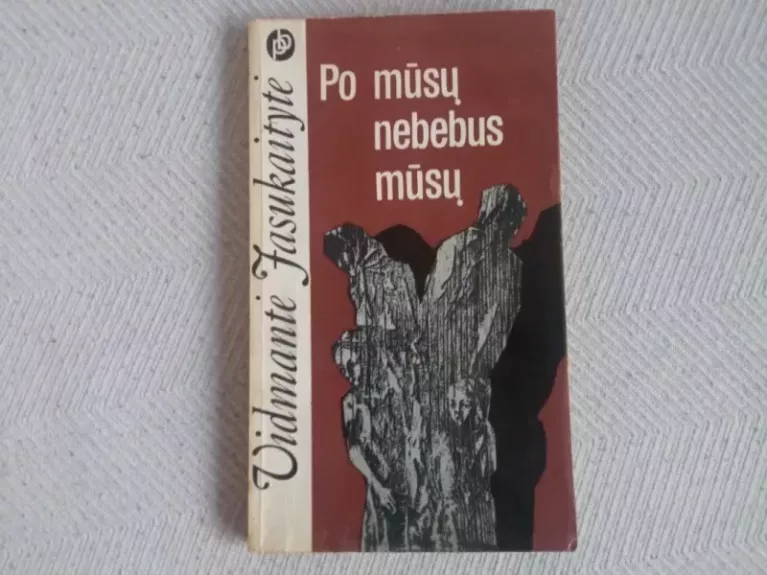 Vidmantė Jasukaitytė
Po mūsų
nebebus
mūsų